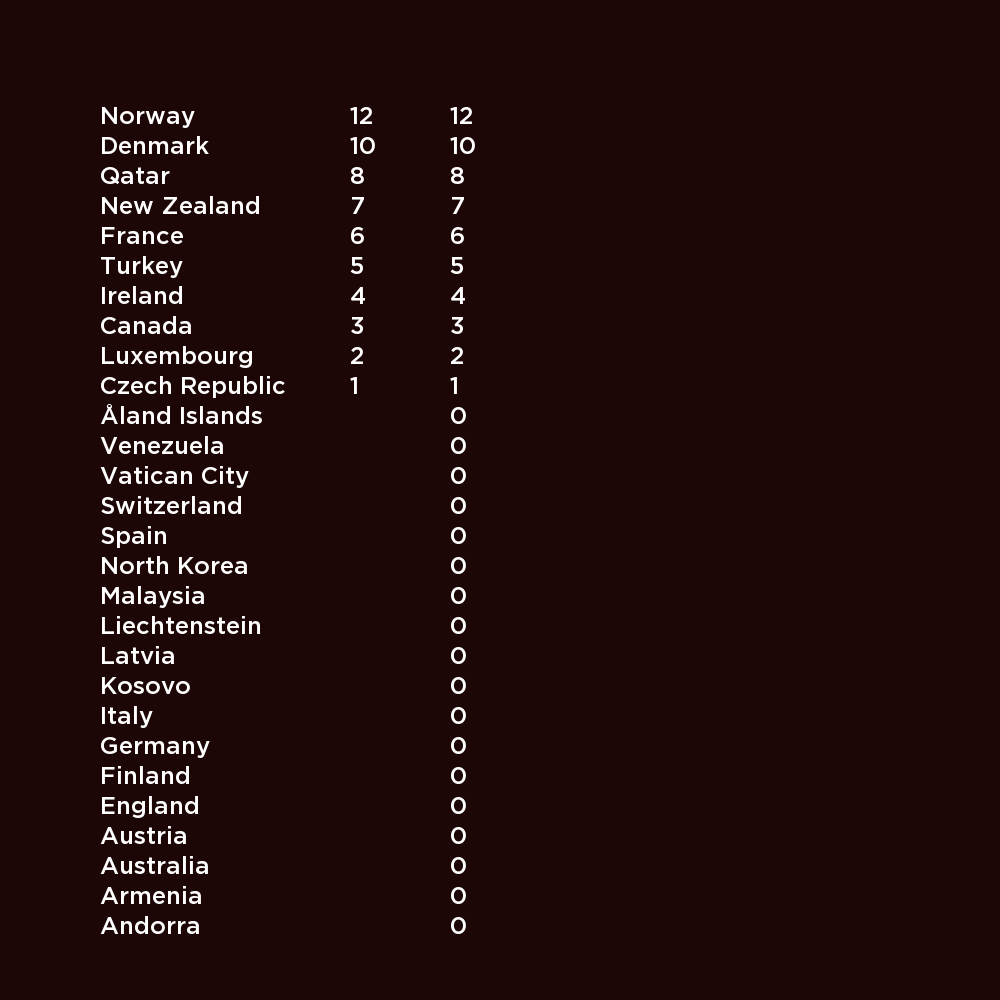 Norway 12 12
Denmark 10 10
Qatar 8 8
New Zealand 7 7
France 6 6
Turkey 5 5
Ireland 4 4
Canada 3 3
Luxembourg 2 2
Czech Republic 1 1
Åland Islands 0
Venezuela 0
Vatican City 0
Switzerland 0
Spain 0
North Korea 0
Malaysia 0
Liechtenstein 0
Latvia 0
Kosovo 0
Italy 0
Germany 0
Finland 0
England 0
Austria 0
Australia 0
Armenia 0
Andorra 0